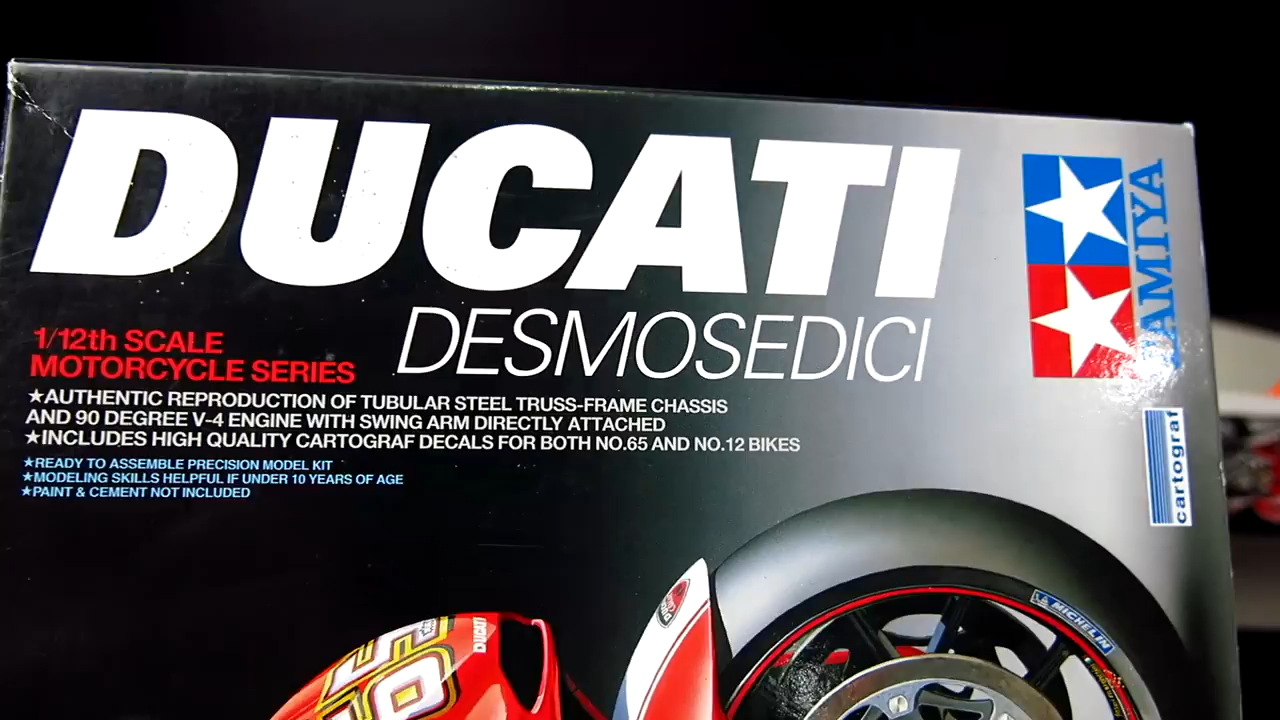 DUCATI
DESMOSEDICI
TAMIYA
1/12th SCALE
MOTORCYCLE SERIES
★AUTHENTIC REPRODUCTION OF TUBULAR STEEL TRUSS-FRAME CHASSIS
AND 90 DEGREE V-4 ENGINE WITH SWING ARM DIRECTLY ATTACHED
★INCLUDES HIGH QUALITY CARTOGRAF DECALS FOR BOTH NO.65 AND NO.12 BIKES
★READY TO ASSEMBLE PRECISION MODEL KIT
★MODELING SKILLS HELPFUL IF UNDER 10 YEARS OF AGE
★PAINT & CEMENT NOT INCLUDED
cartograf
MICHELIN
DUCATI